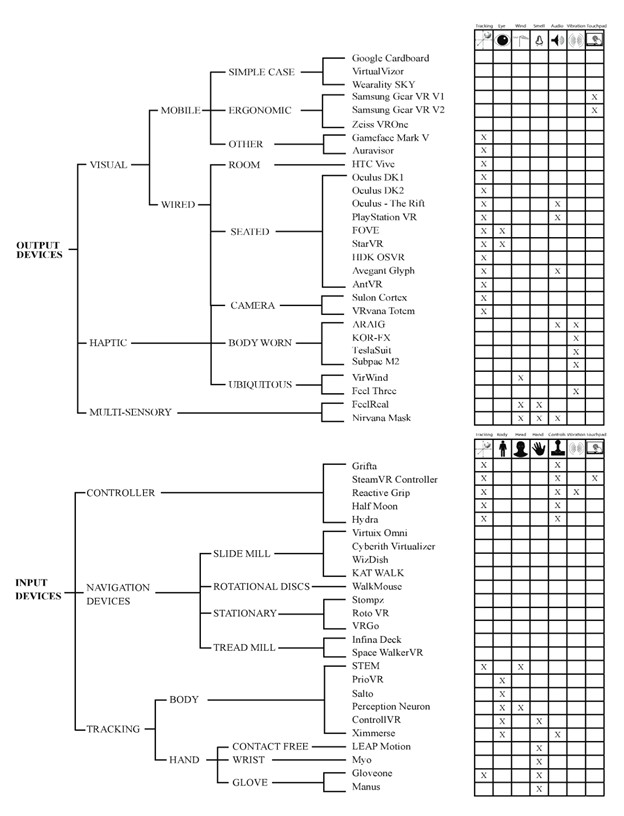 Tracking Eye Wind Smell Audio Vibration Touchpad
Google Cardboard
SIMPLE CASE VirtualVizor
Wearality SKY
Samsung Gear VR V1 X
MOBILE ERGONOMIC Samsung Gear VR V2 X
Zeiss VROne
Gameface Mark V X
OTHER
Auravisor X
VISUAL ROOM HTC Vive X
Oculus DK1 X
Oculus DK2 X
WIRED Oculus - The Rift X X
PlayStation VR X X
SEATED FOVE X X
StarVR X X
OUTPUT
DEVICES
HDK OSVR X
Avegant Glyph X X
AntVR X
Sulon Cortex X
CAMERA
VRvana Totem X
ARAIG X X
HAPTIC BODY WORN KOR-FX X
TeslaSuit X
Subpac M2 X
VirWind X
UBIQUITOUS
Feel Three X
FeelReal X X
MULTI-SENSORY
Nirvana Mask X X X
Tracking Body Head Hand Controls Vibration Touchpad
Grifta X X
SteamVR Controller X X X
CONTROLLER Reactive Grip X X X
Half Moon X X
Hydra X X
Virtuix Omni
Cyberith Virtualizer
SLIDE MILL
WizDish
KAT WALK
INPUT
DEVICES
NAVIGATION
DEVICES
ROTATIONAL DISCS WalkMouse
Stompz
STATIONARY Roto VR
VRGo
Infina Deck
TREAD MILL
Space WalkerVR
STEM X X
PrioVR X
BODY Salto X
Perception Neuron X X
ControllVR X X
TRACKING Ximmerse X X
CONTACT FREE LEAP Motion X
HAND WRIST Myo X
Gloveone X X
GLOVE
Manus X